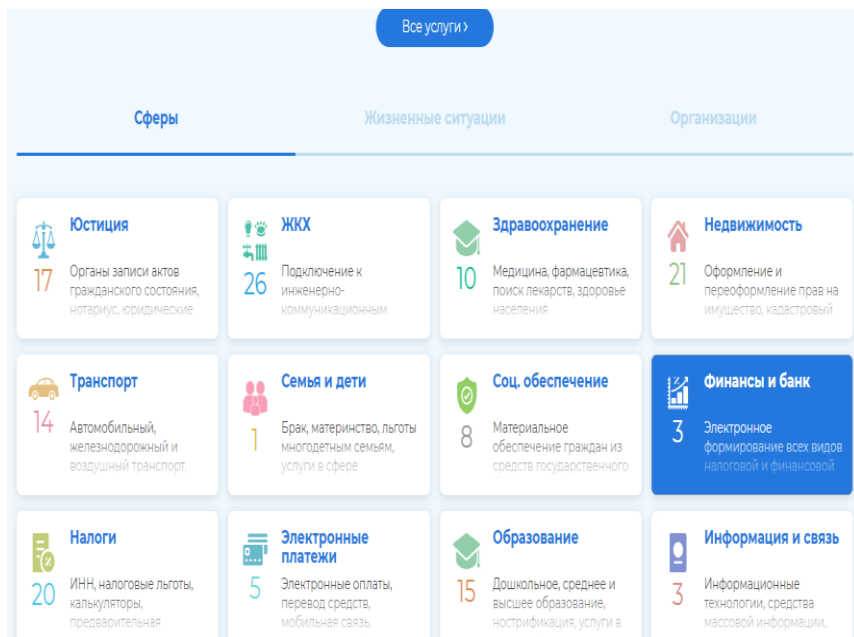 Все услуги >
Сферы
Жизненные ситуации
Организации
Юстиция
17
Органы записи актов
гражданского состояния,
нотариус, юридические
ЖКХ
26
Подключение к
инженерно-
коммуникационным
Здравоохранение
10
Медицина, фармацевтика,
поиск лекарств, здоровье
населения
Недвижимость
21
Оформление и
переоформление прав на
имущество, кадастровый
Транспорт
14
Автомобильный,
железнодорожный и
воздушный транспорт,
Семья и дети
1
Брак, материнство, льготы
многодетным семьям,
услуги в сфере
Соц. обеспечение
8
Материальное
обеспечение граждан из
средств государственного
Финансы и банк
3
Электронное
формирование всех видов
налоговой и финансовой
Налоги
20
ИНН, налоговые льготы,
калькуляторы,
предварительная
Электронные
платежи
5
Электронные оплаты,
перевод средств,
мобильная связь,
Образование
15
Дошкольное, среднее и
высшее образование,
нострификация, услуги в
Информация и связь
3
Информационные
технологии, средства
массовой информации,